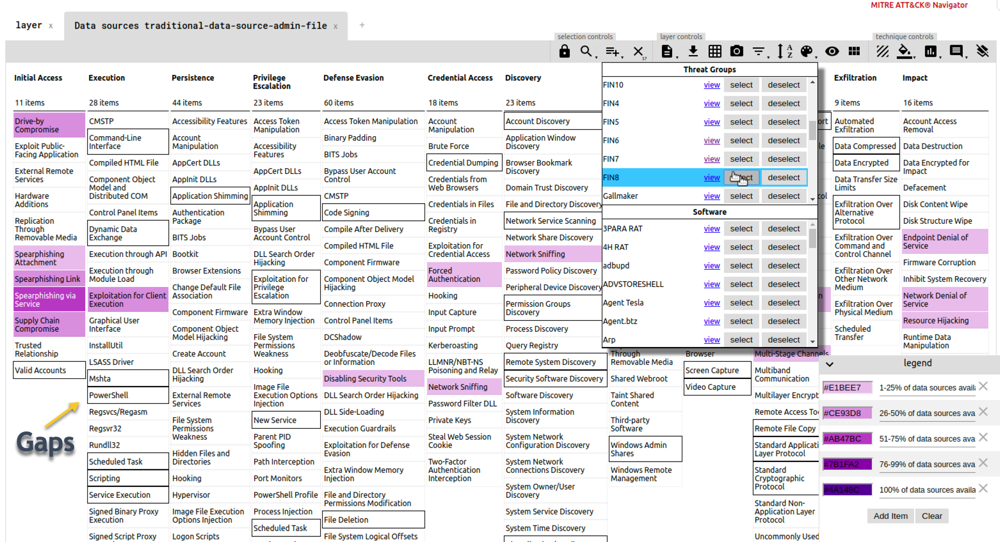 MITRE ATT&CK® Navigator
layer x
Data sources traditional-data-source-admin-file x
+
selection controls
layer controls
technique controls
57
Initial Access
11 items
Drive-by
Compromise
Exploit Public-
Facing Application
External Remote
Services
Hardware
Additions
Replication
Through
Removable Media
Spearphishing
Attachment
Spearphishing Link
Spearphishing via
Service
Supply Chain
Compromise
Trusted
Relationship
Valid Accounts
Gaps
Execution
28 items
CMSTP
Command-Line
Interface
Compiled HTML File
Component Object
Model and
Distributed COM
Control Panel Items
Dynamic Data
Exchange
Execution through API
Execution through
Module Load
Exploitation for Client
Execution
Graphical User
Interface
InstallUtil
LSASS Driver
Mshta
PowerShell
Regsvcs/Regasm
Regsvr32
Rundll32
Scheduled Task
Scripting
Service Execution
Signed Binary Proxy
Execution
Signed Script Proxy
Persistence
44 items
Accessibility Features
Account
Manipulation
AppCert DLLs
AppInit DLLs
Application Shimming
Authentication
Package
BITS Jobs
Bootkit
Browser Extensions
Change Default File
Association
Component Firmware
Component Object
Model Hijacking
Create Account
DLL Search Order
Hijacking
External Remote
Services
File System
Permissions
Weakness
Hidden Files and
Directories
Hooking
Hypervisor
Image File Execution
Options Injection
Logon Scripts
Privilege
Escalation
23 items
Access Token
Manipulation
Accessibility
Features
AppCert DLLs
AppInit DLLs
Application
Shimming
Bypass User
Account Control
DLL Search Order
Hijacking
Exploitation for
Privilege
Escalation
Extra Window
Memory Injection
File System
Permissions
Weakness
Hooking
Image File
Execution Options
Injection
New Service
Parent PID
Spoofing
Path Interception
Port Monitors
PowerShell Profile
Process Injection
Scheduled Task
Defense Evasion
60 items
Access Token Manipulation
Binary Padding
BITS Jobs
Bypass User Account
Control
CMSTP
Code Signing
Compile After Delivery
Compiled HTML File
Component Firmware
Component Object Model
Hijacking
Connection Proxy
Control Panel Items
DCShadow
Deobfuscate/Decode Files
or Information
Disabling Security Tools
DLL Search Order Hijacking
DLL Side-Loading
Execution Guardrails
Exploitation for Defense
Evasion
Extra Window Memory
Injection
File and Directory
Permissions Modification
File Deletion
File System Logical Offsets
Credential Access
18 items
Account
Manipulation
Brute Force
Credential Dumping
Credentials from
Web Browsers
Credentials in Files
Credentials in
Registry
Exploitation for
Credential Access
Forced
Authentication
Hooking
Input Capture
Input Prompt
Kerberoasting
LLMNR/NBT-NS
Poisoning and Relay
Network Sniffing
Password Filter DLL
Private Keys
Steal Web Session
Cookie
Two-Factor
Authentication
Interception
Discovery
23 items
Account Discovery
Application Window
Discovery
Browser Bookmark
Discovery
Domain Trust Discovery
File and Directory Discovery
Network Service Scanning
Network Share Discovery
Network Sniffing
Password Policy Discovery
Peripheral Device Discovery
Permission Groups
Discovery
Process Discovery
Query Registry
Remote System Discovery
Security Software Discovery
Software Discovery
System Information
Discovery
System Network
Configuration Discovery
System Network
Connections Discovery
System Owner/User
Discovery
System Service Discovery
System Time Discovery
Threat Groups
FIN10 view select deselect
FIN4 view select deselect
FIN5 view select deselect
FIN6 view select deselect
FIN7 view select deselect
FIN8 view deselect
Gallmaker view select deselect
Software
3PARA RAT view select deselect
4H RAT view select deselect
adbupd view select deselect
ADVSTORESHELL view select deselect
Agent Tesla view select deselect
Agent.btz view select deselect
Arp view select deselect
Through
Removable Media
Shared Webroot
Taint Shared
Content
Third-party
Software
Windows Admin
Shares
Windows Remote
Management
Browser
Screen Capture
Video Capture
ort
le
col
n
Multi-Stage Channels
Multiband
Communication
Multilayer Encrypt
Remote Access Too
Remote File Copy
Standard Applicati
Layer Protocol
Standard
Cryptographic
Protocol
Standard Non-
Application Layer
Protocol
Uncommonly Used
Exfiltration
9 items
Automated
Exfiltration
Data Compressed
Data Encrypted
Data Transfer Size
Limits
Exfiltration Over
Alternative
Protocol
Exfiltration Over
Command and
Control Channel
Exfiltration Over
Other Network
Medium
Exfiltration Over
Physical Medium
Scheduled
Transfer
Impact
16 items
Account Access
Removal
Data Destruction
Data Encrypted for
Impact
Defacement
Disk Content Wipe
Disk Structure Wipe
Endpoint Denial of
Service
Firmware Corruption
Inhibit System Recovery
Network Denial of
Service
Resource Hijacking
Runtime Data
Manipulation
legend
#E1BEE7 1-25% of data sources availa
#CE93D8 26-50% of data sources ava
#AB47BC 51-75% of data sources ava
#7B1FA2 76-99% of data sources ava
#4A148C 100% of data sources availa
Add Item Clear